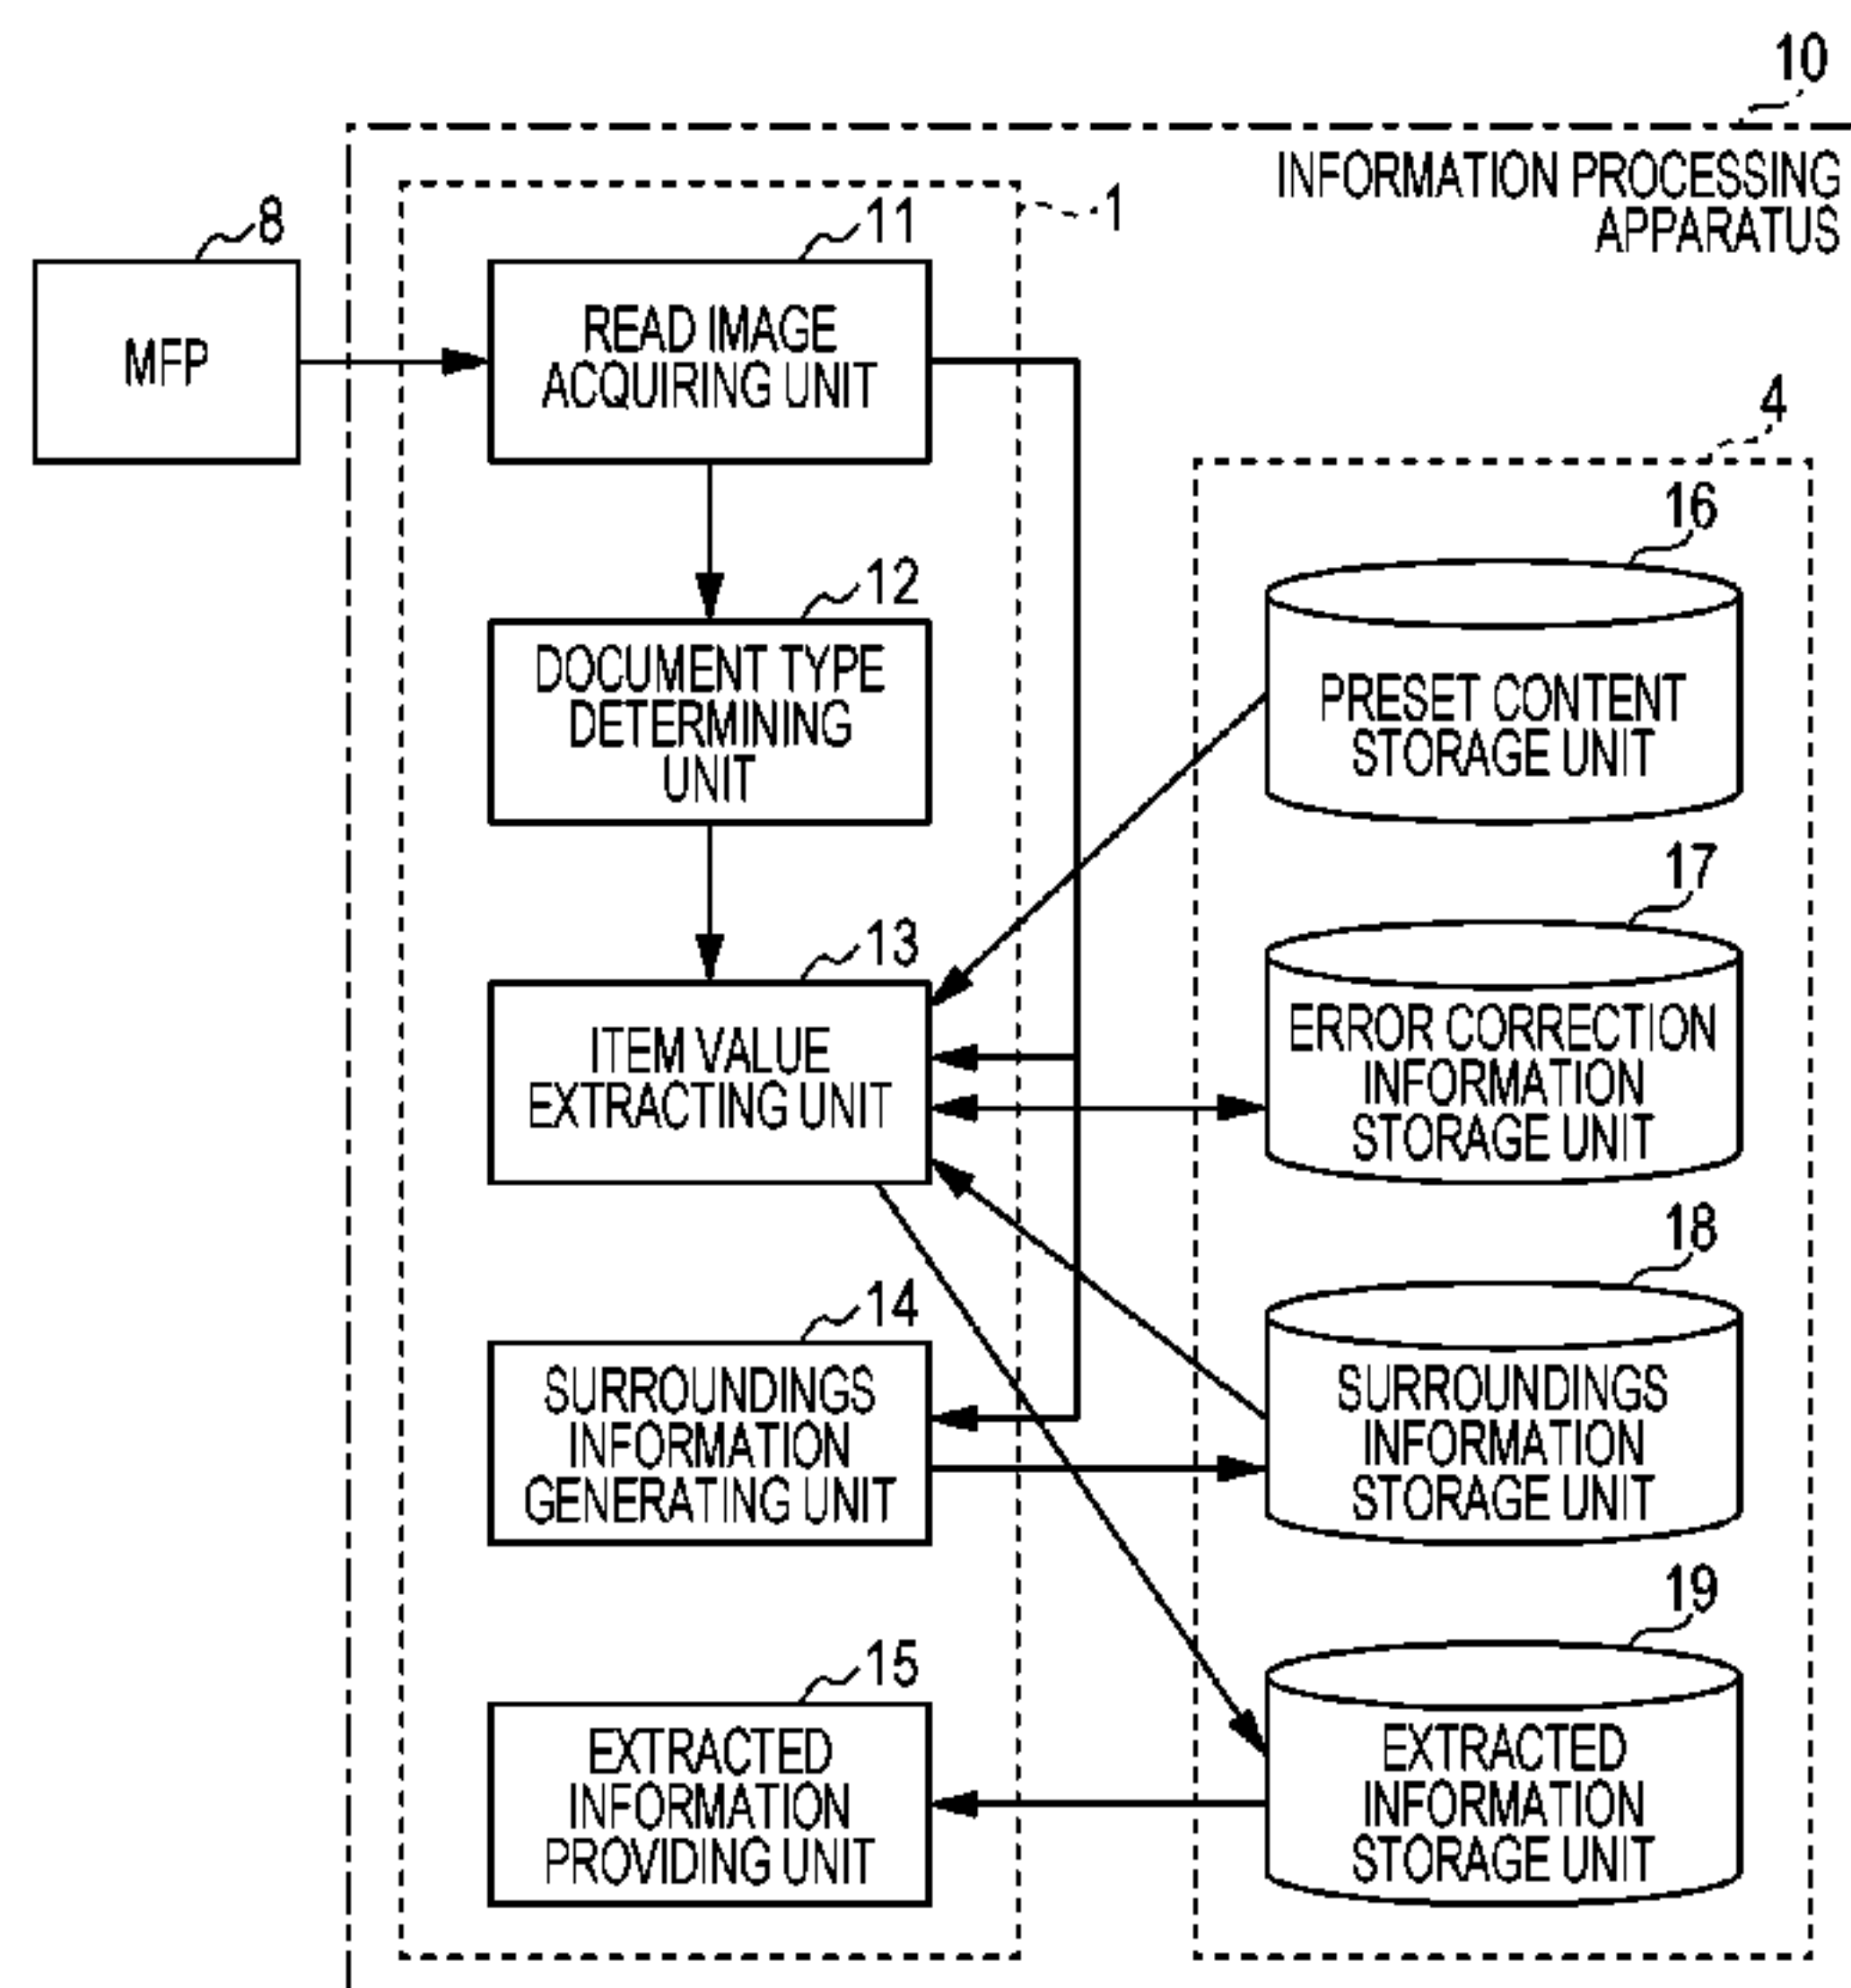 10
INFORMATION PROCESSING
APPARATUS
1
8
MFP
11
READ IMAGE
ACQUIRING UNIT
4
12
DOCUMENT TYPE
DETERMINING
UNIT
16
PRESET CONTENT
STORAGE UNIT
13
ITEM VALUE
EXTRACTING UNIT
17
ERROR CORRECTION
INFORMATION
STORAGE UNIT
14
SURROUNDINGS
INFORMATION
GENERATING UNIT
18
SURROUNDINGS
INFORMATION
STORAGE UNIT
15
EXTRACTED
INFORMATION
PROVIDING UNIT
19
EXTRACTED
INFORMATION
STORAGE UNIT